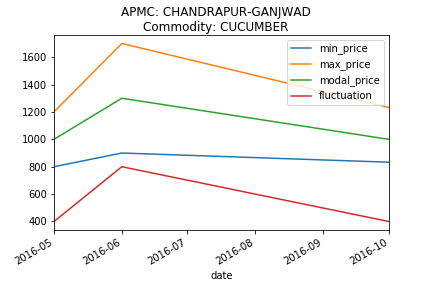 APMC: CHANDRAPUR-GANJWAD
Commodity: CUCUMBER
1600
1400
1200
1000
800
600
400
min_price
max_price
modal_price
fluctuation
2016-05
2016-06
2016-07
2016-08
2016-09
2016-10
date